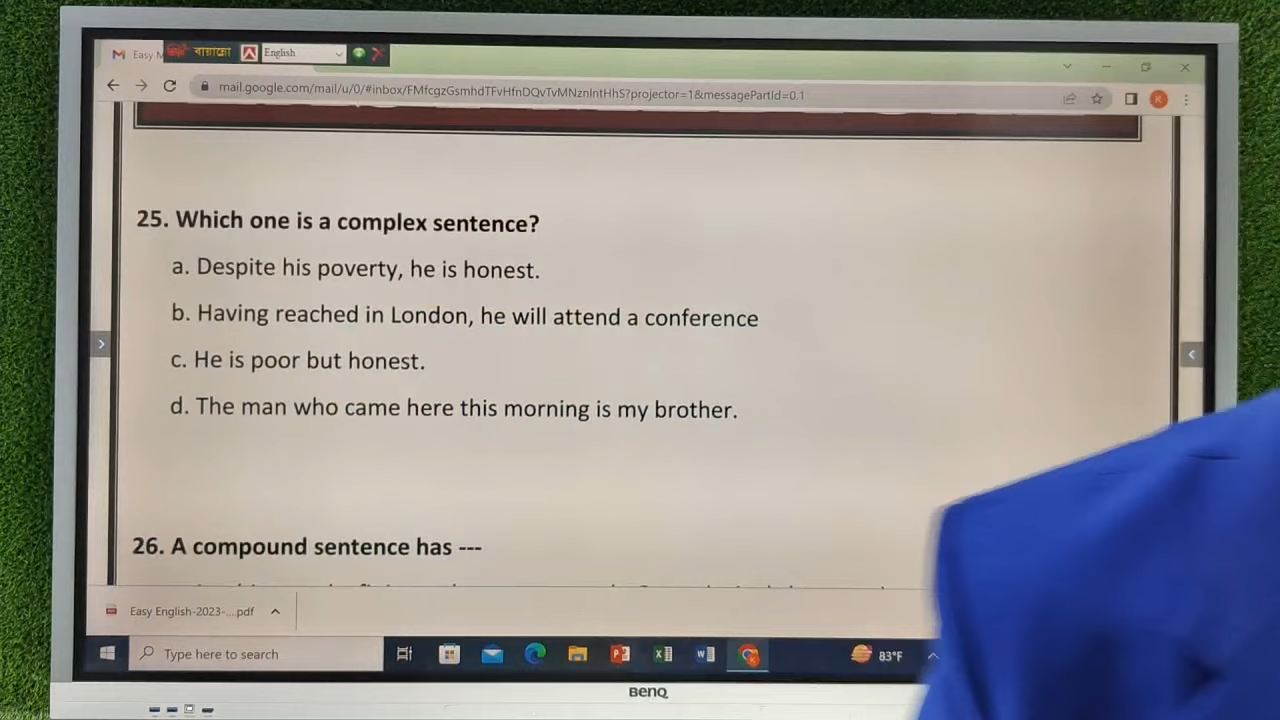 Easy M
বায়ান্নো
English
mail.google.com/mail/u/0/#inbox/FMfcgzGsmhdTFvHfnDQvTvMNznlntHhS?projector=1&messagePartId=0.1
K
25. Which one is a complex sentence?
a. Despite his poverty, he is honest.
b. Having reached in London, he will attend a conference
c. He is poor but honest.
d. The man who came here this morning is my brother.
26. A compound sentence has ---
Easy English-2023-....pdf
Type here to search
83°F
BenQ